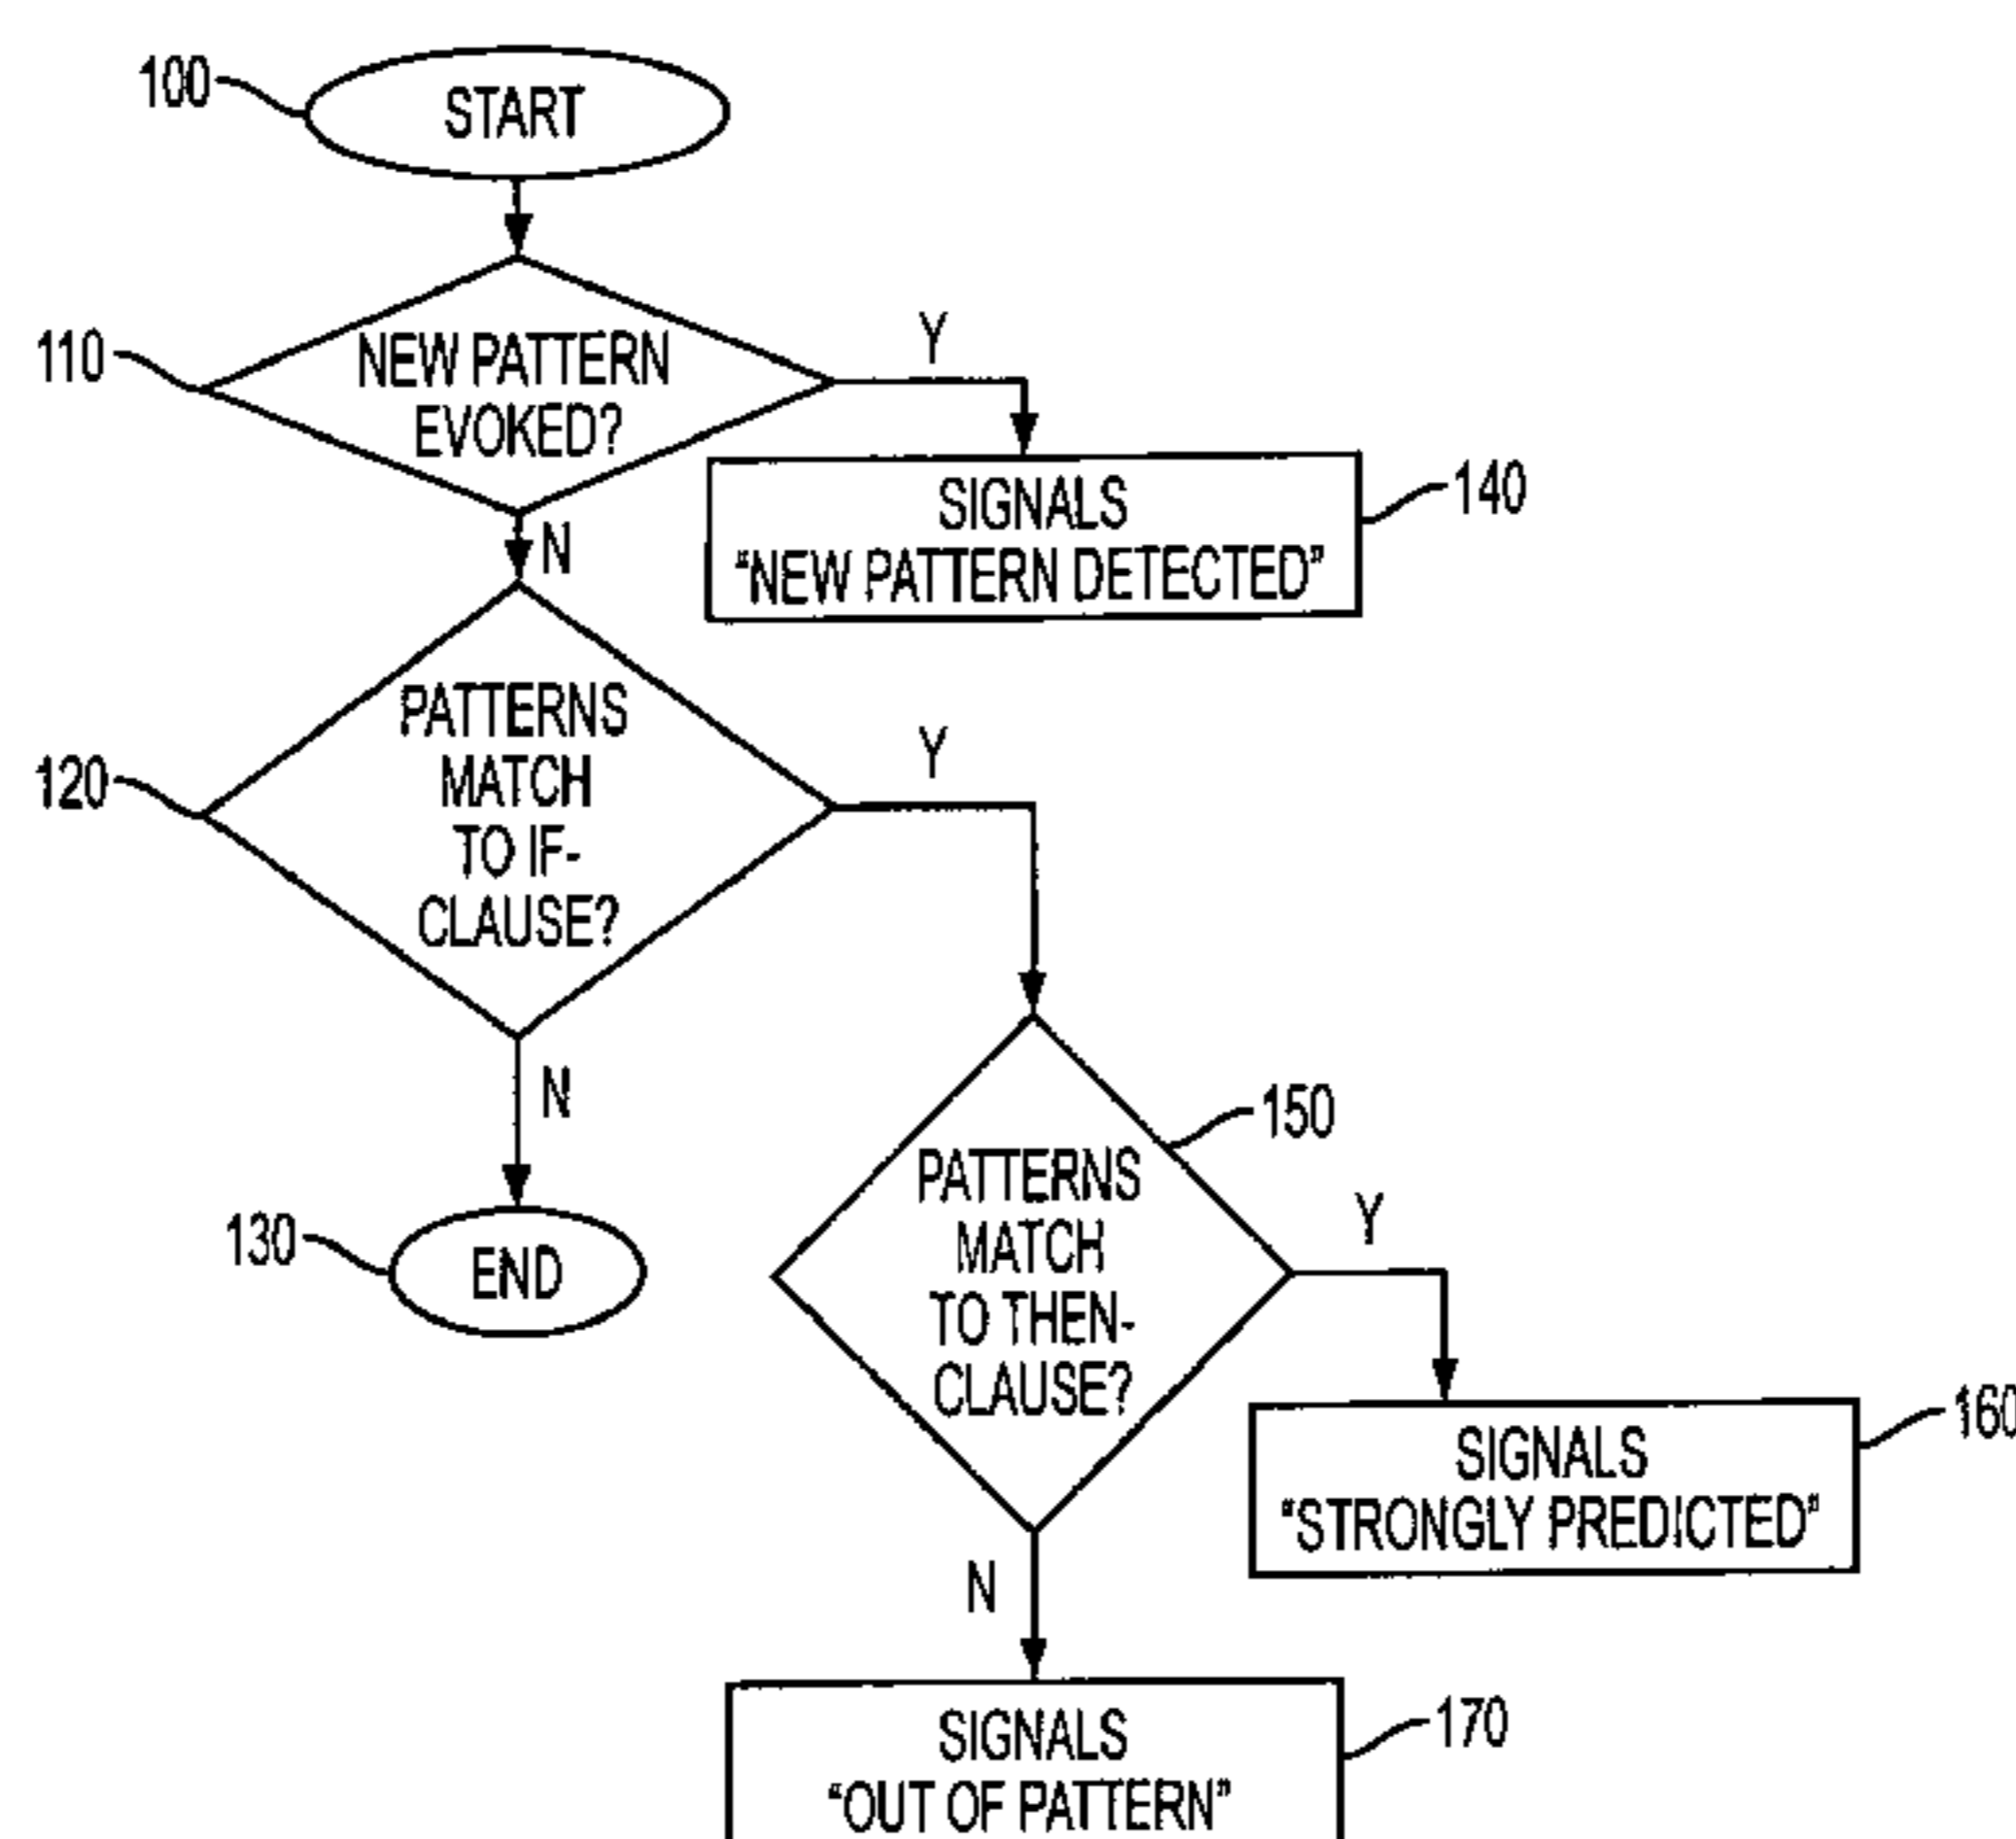 100
START
110
NEW PATTERN
EVOKED?
Y
N
SIGNALS
“NEW PATTERN DETECTED”
140
120
PATTERNS
MATCH
TO IF-
CLAUSE?
Y
N
130
END
150
PATTERNS
MATCH
TO THEN-
CLAUSE?
Y
N
160
SIGNALS
“STRONGLY PREDICTED”
170
SIGNALS
“OUT OF PATTERN”